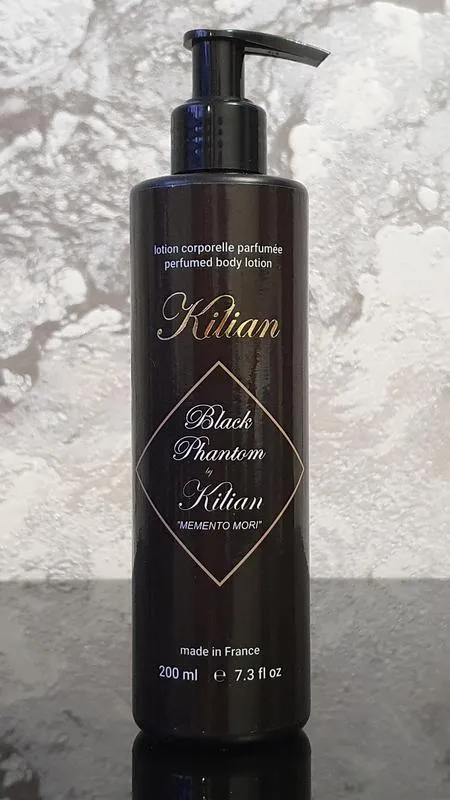 lotion corporelle parfumée
perfumed body lotion
Kilian
Black
Phantom
by
Kilian
"MEMENTO MORI"
made in France
200 ml ℮ 7.3 fl oz